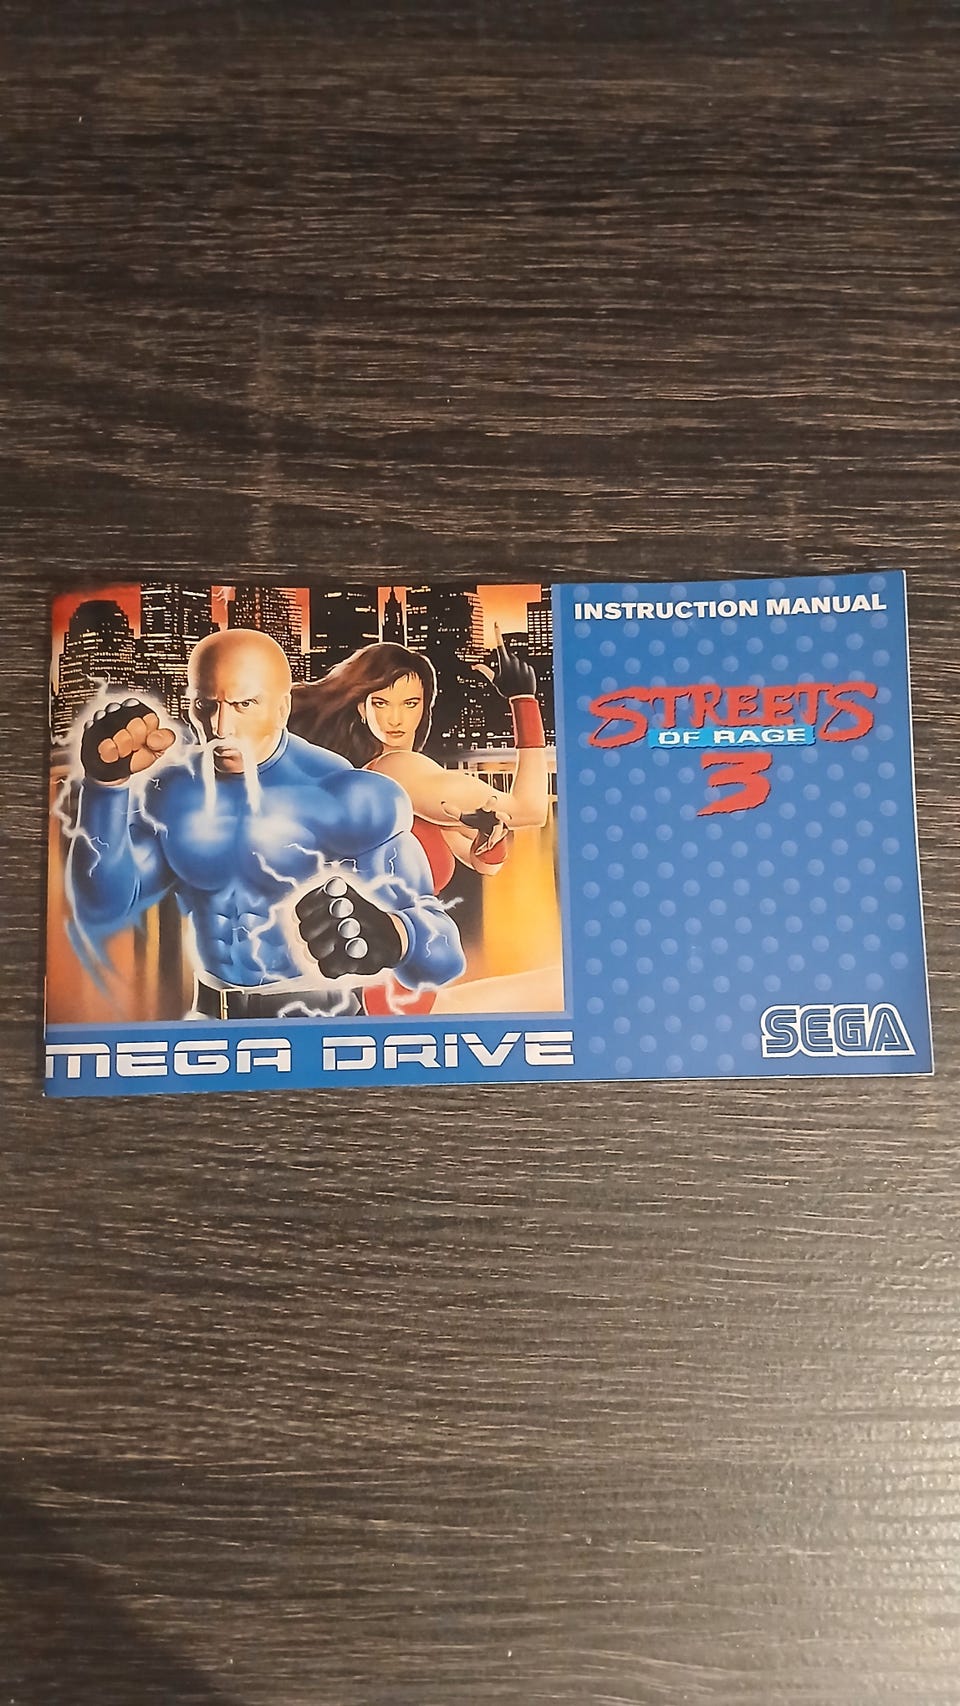 INSTRUCTION MANUAL
STREETS
OF RAGE
3
SEGA
MEGA DRIVE